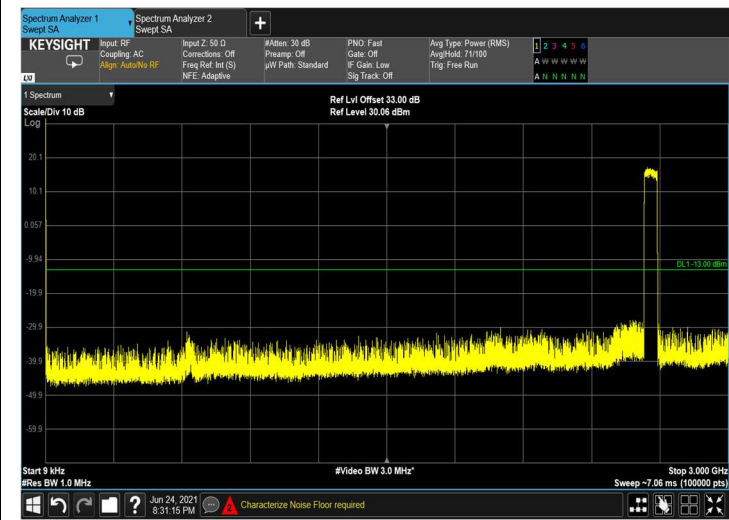 Spectrum Analyzer 1
Swept SA
Spectrum Analyzer 2
Swept SA
+
KEYSIGHT
LXI
Input: RF
Coupling: AC
Align: Auto/No RF
Input Z: 50 Ω
Corrections: Off
Freq Ref: Int (S)
NFE: Adaptive
#Atten: 30 dB
Preamp: Off
µW Path: Standard
PNO: Fast
Gate: Off
IF Gain: Low
Sig Track: Off
Avg Type: Power (RMS)
Avg|Hold: 71/100
Trig: Free Run
1 2 3 4 5 6
A W W W W W
A N N N N N
1 Spectrum
Scale/Div 10 dB
Log
Ref Lvl Offset 33.00 dB
Ref Level 30.06 dBm
20.1
10.1
0.057
-9.94
DL1 -13.00 dBm
-19.9
-29.9
-39.9
-49.9
-59.9
Start 9 kHz
#Res BW 1.0 MHz
#Video BW 3.0 MHz*
Stop 3.000 GHz
Sweep ~7.06 ms (100000 pts)
?
Jun 24, 2021
8:31:15 PM
2
Characterize Noise Floor required